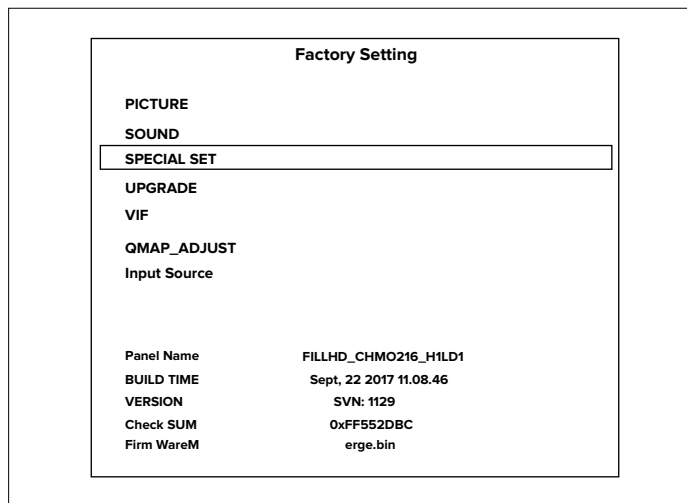 Factory Setting
PICTURE
SOUND
SPECIAL SET
UPGRADE
VIF
QMAP_ADJUST
Input Source
Panel Name FILLHD_CHMO216_H1LD1
BUILD TIME Sept, 22 2017 11.08.46
VERSION SVN: 1129
Check SUM 0xFF552DBC
Firm WareM erge.bin